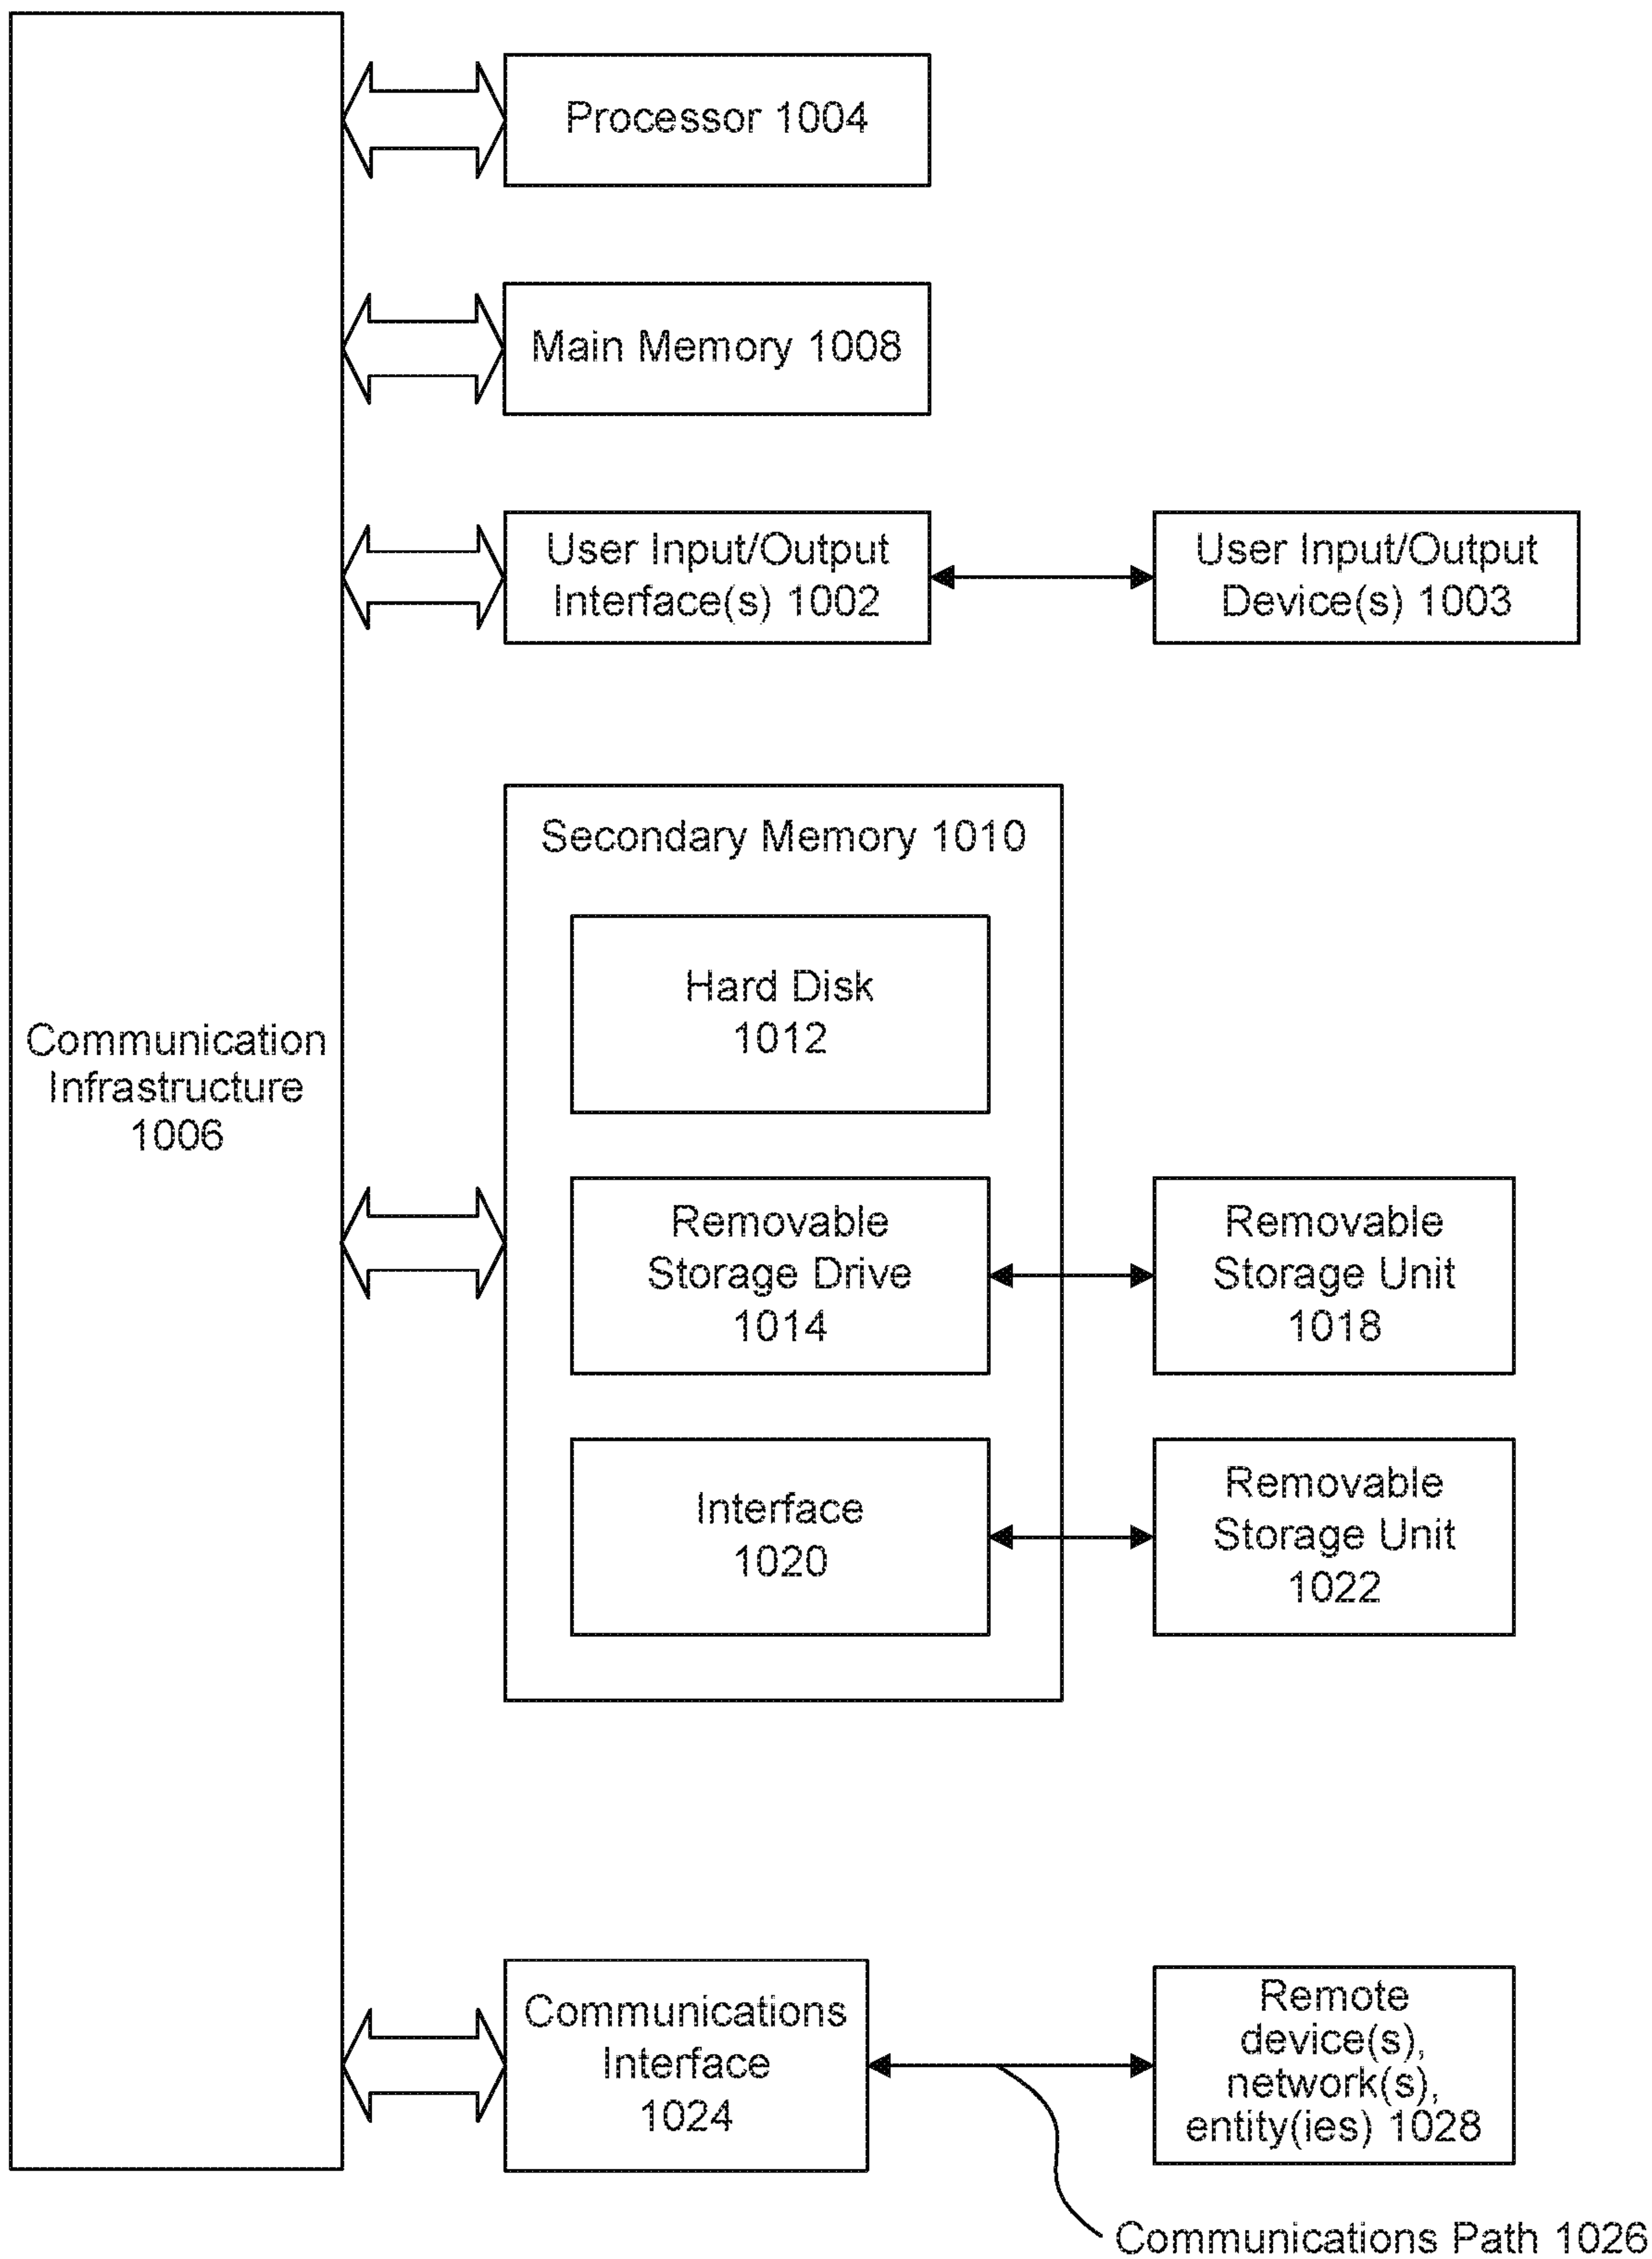 Processor 1004
Main Memory 1008
User Input/Output
Interface(s) 1002
User Input/Output
Device(s) 1003
Secondary Memory 1010
Hard Disk
1012
Communication
Infrastructure
1006
Removable
Storage Drive
1014
Removable
Storage Unit
1018
Interface
1020
Removable
Storage Unit
1022
Communications
Interface
1024
Remote
device(s),
network(s),
entity(ies) 1028
Communications Path 1026